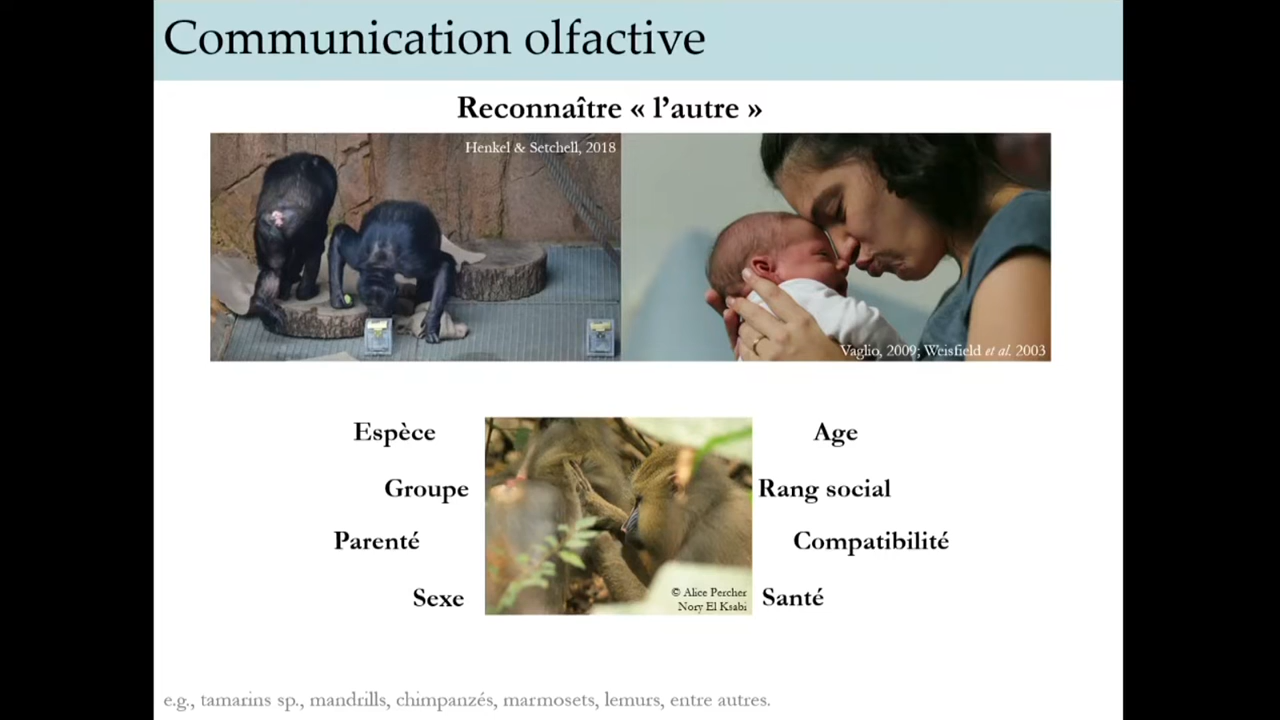 Communication olfactive
Reconnaître « l’autre »
Henkel & Setchell, 2018
Vaglio, 2009; Weisfield et al. 2003
Espèce
Age
Groupe
Rang social
Parenté
Compatibilité
Sexe
Santé
© Alice Percher
Nory El Ksabi
e.g., tamarins sp., mandrills, chimpanzés, marmosets, lemurs, entre autres.